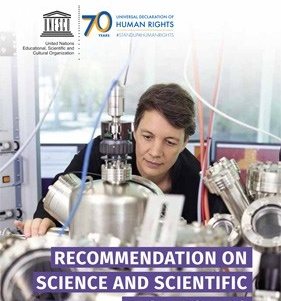 UNESCO
United Nations
Educational, Scientific and
Cultural Organization
70
YEARS
UNIVERSAL DECLARATION OF
HUMAN RIGHTS
#STANDUP4HUMANRIGHTS
RECOMMENDATION ON
SCIENCE AND SCIENTIFIC